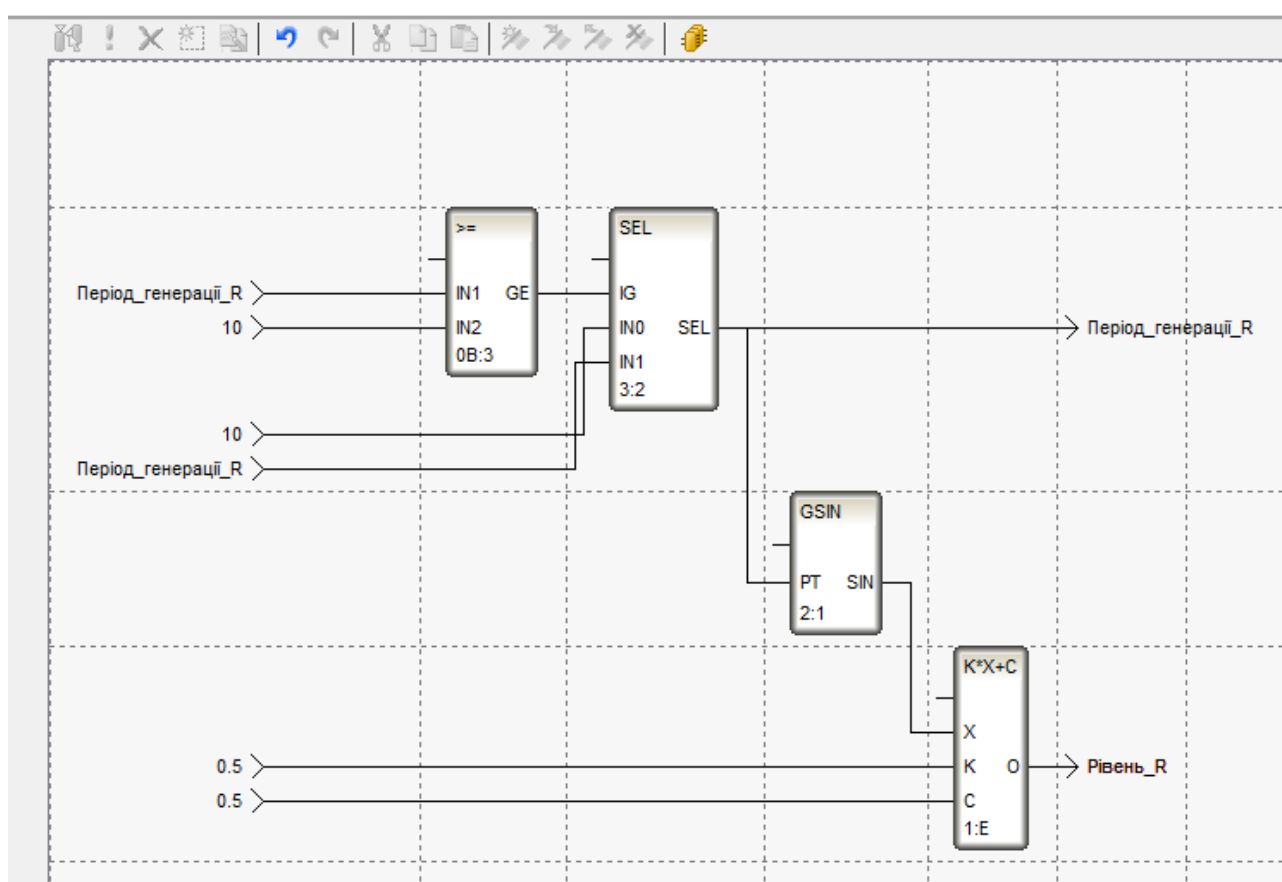 >=
SEL
Період_генерації_R
IN1
GE
IG
10
IN2
IN0
SEL
Період_генерації_R
0B:3
IN1
3:2
10
Період_генерації_R
GSIN
PT
SIN
2:1
K*X+C
X
0.5
K
O
Рівень_R
0.5
C
1:E